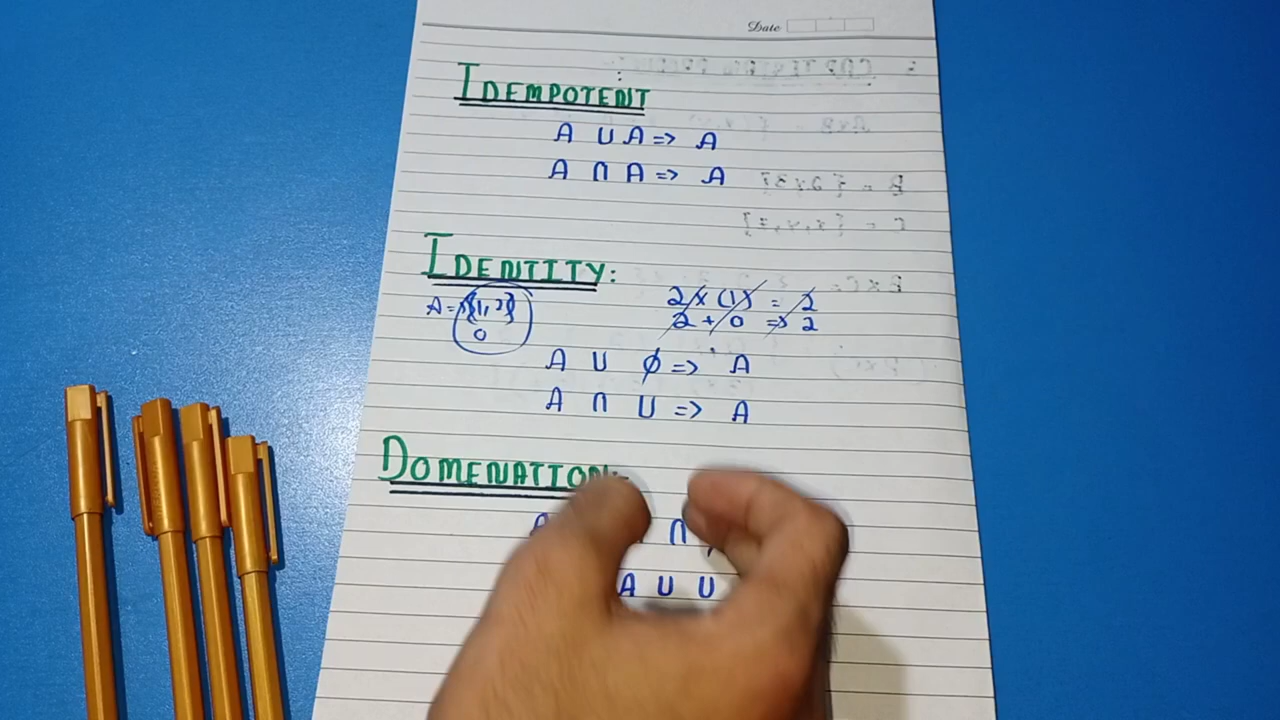 Date
IDEMPOTENT
A ∪ A => A
A ∩ A => A
IDENTITY:
A = {1, 2}
0
2 x (1) = 2
2 + 0 => 2
A ∪ ϕ => A
A ∩ U => A
DOMENATION:-
∩
A ∪ U